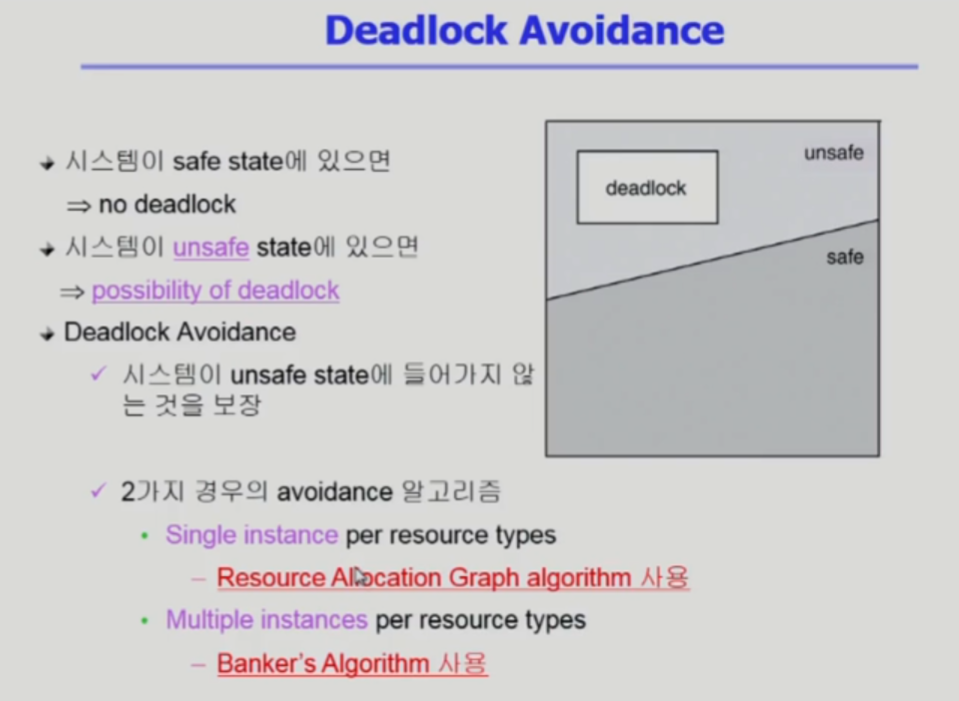 Deadlock Avoidance
시스템이 safe state에 있으면
⇒ no deadlock
시스템이 unsafe state에 있으면
⇒ possibility of deadlock
Deadlock Avoidance
✓ 시스템이 unsafe state에 들어가지 않
는 것을 보장
✓ 2가지 경우의 avoidance 알고리즘
• Single instance per resource types
– Resource Allocation Graph algorithm 사용
• Multiple instances per resource types
– Banker's Algorithm 사용
unsafe
deadlock
safe